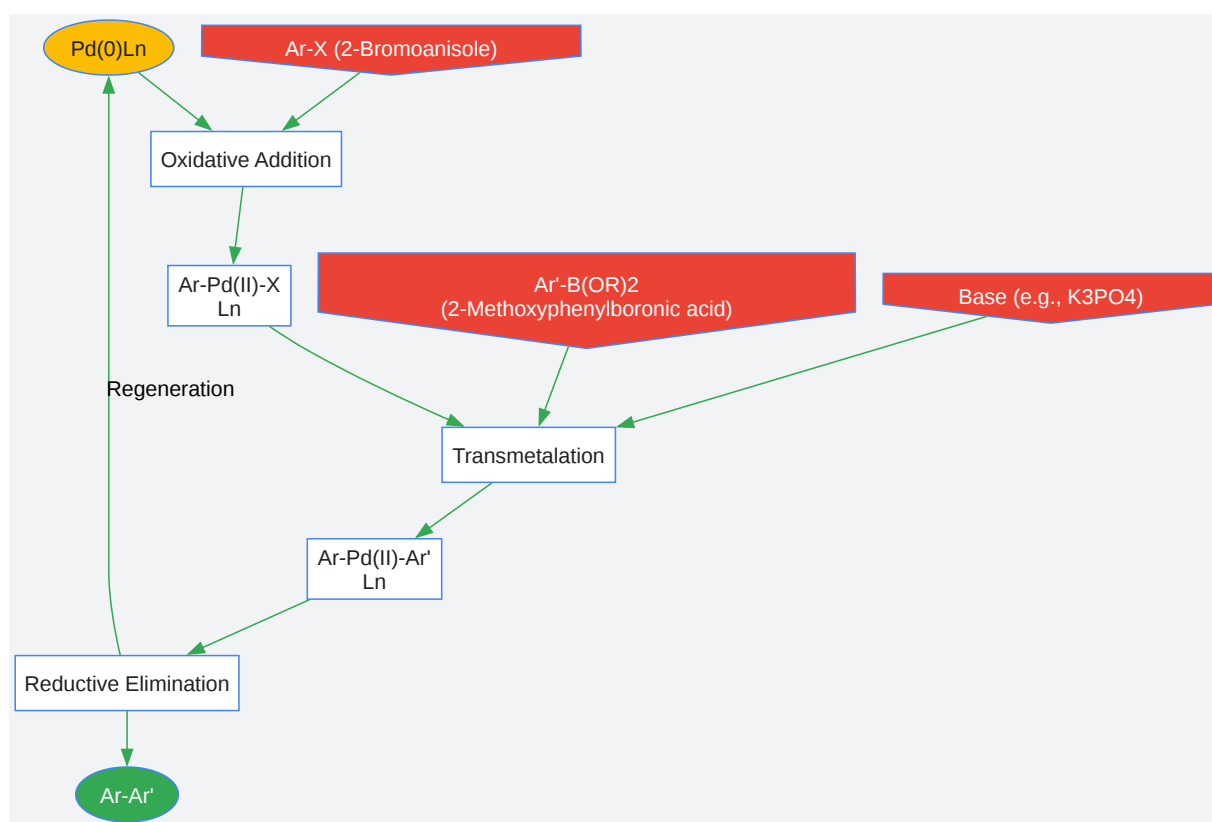 Pd(0)Ln
Ar-X (2-Bromoanisole)
Oxidative Addition
Ar-Pd(II)-X
Ln
Ar'-B(OR)2
(2-Methoxyphenylboronic acid)
Base (e.g., K3PO4)
Regeneration
Transmetalation
Ar-Pd(II)-Ar'
Ln
Reductive Elimination
Ar-Ar'